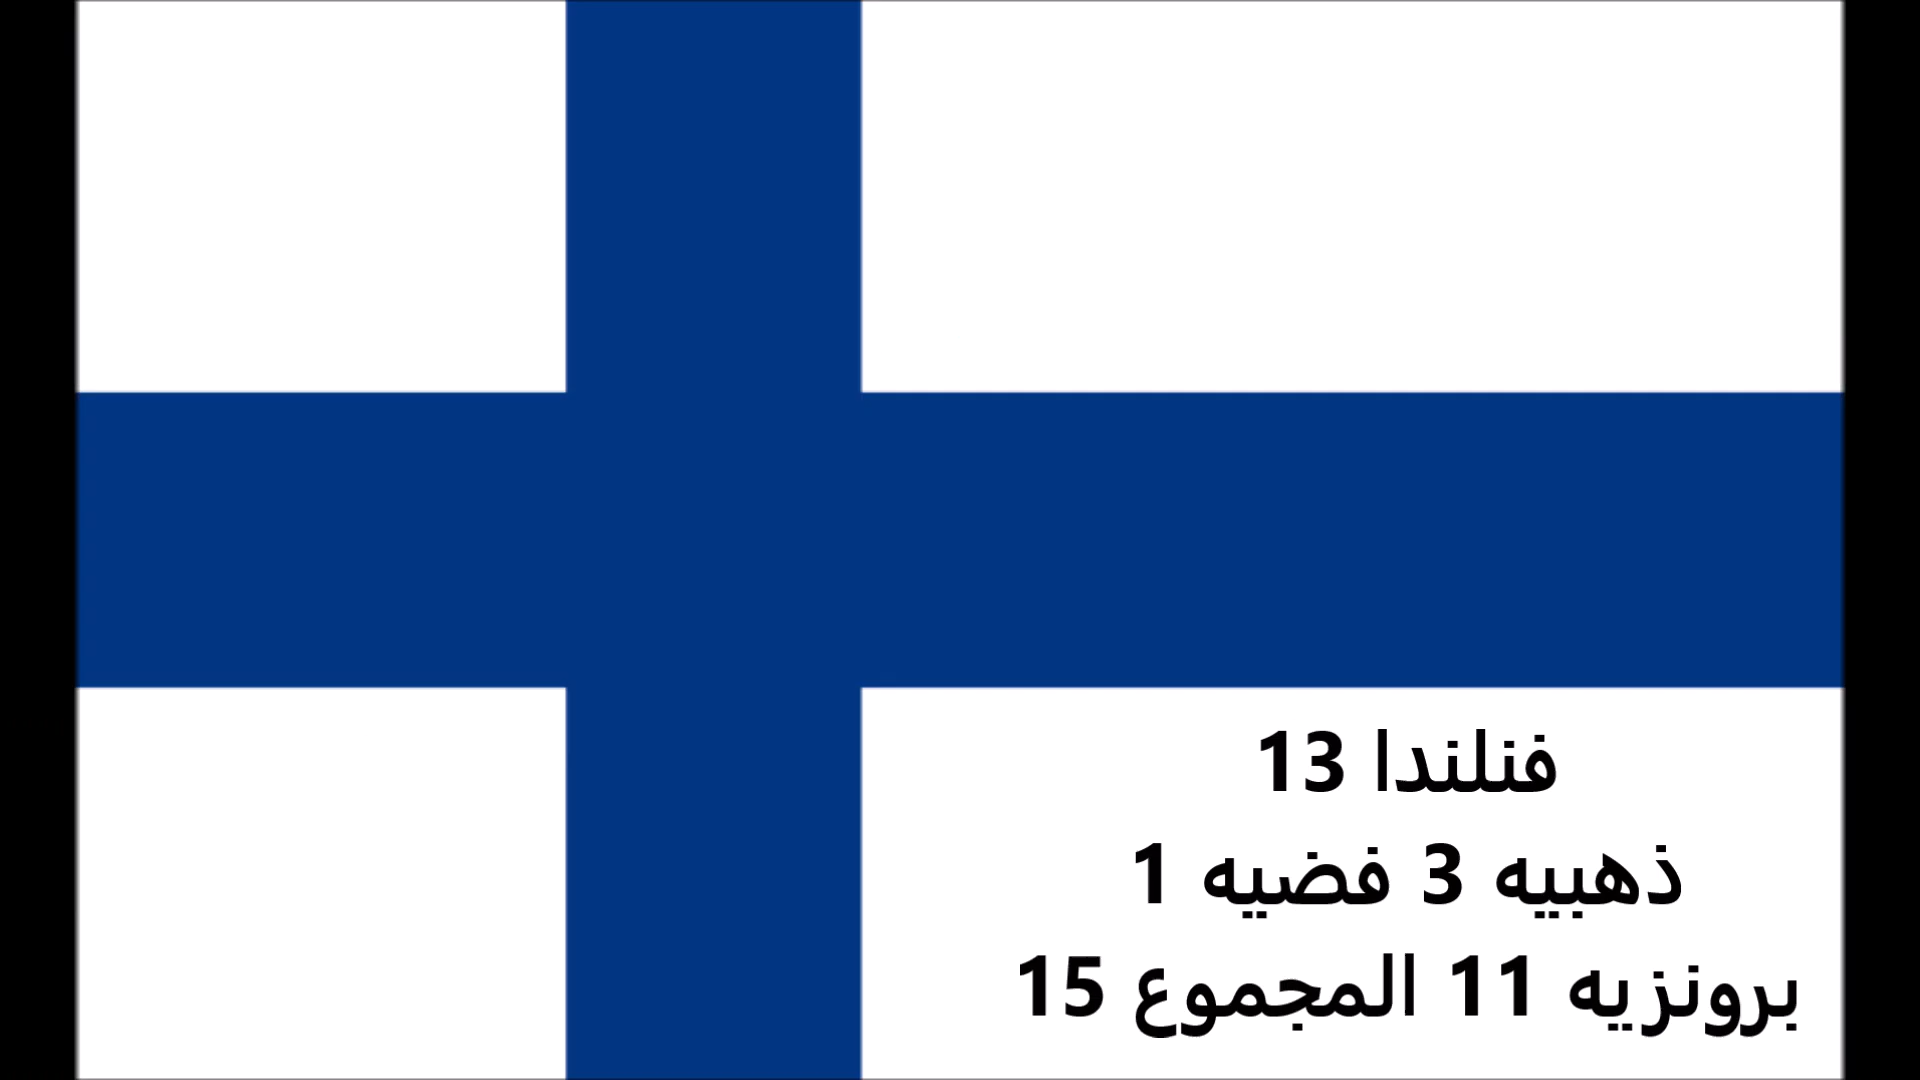 فنلندا 13
ذهبيه 3 فضيه 1
برونزيه 11 المجموع 15